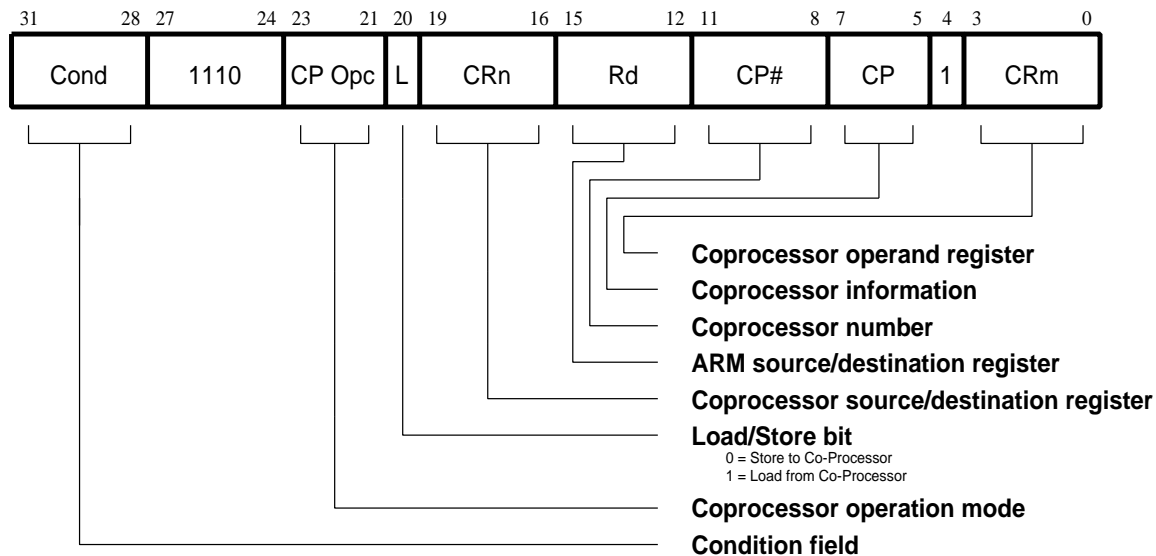 31 28 27 24 23 21 20 19 16 15 12 11 8 7 5 4 3 0
Cond 1110 CP Opc L CRn Rd CP# CP 1 CRm
Coprocessor operand register
Coprocessor information
Coprocessor number
ARM source/destination register
Coprocessor source/destination register
Load/Store bit
0 = Store to Co-Processor
1 = Load from Co-Processor
Coprocessor operation mode
Condition field